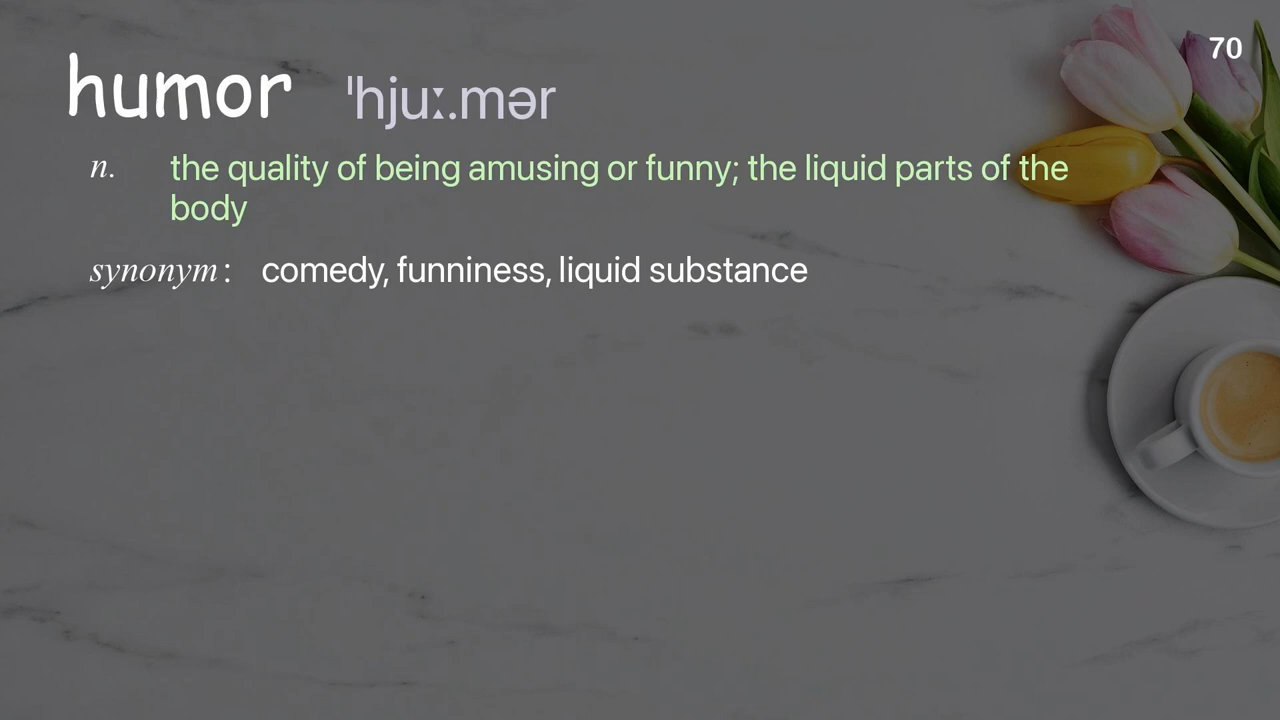 70
humor ˈhjuː.mər
n. the quality of being amusing or funny; the liquid parts of the
body
synonym: comedy, funniness, liquid substance